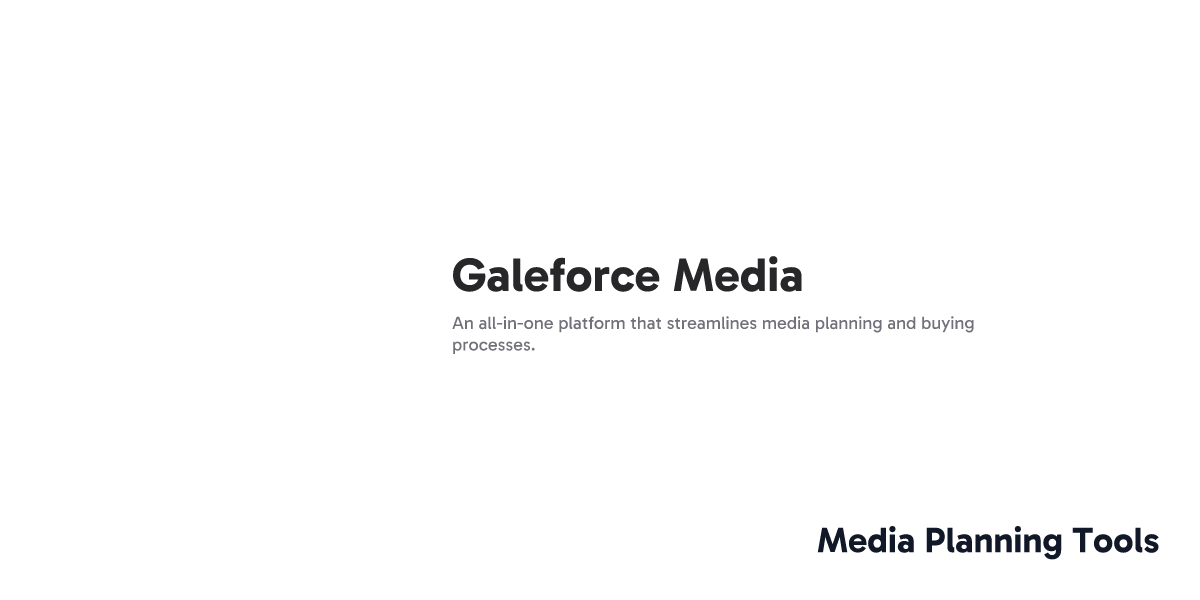 Galeforce Media
An all-in-one platform that streamlines media planning and buying
processes.
Media Planning Tools